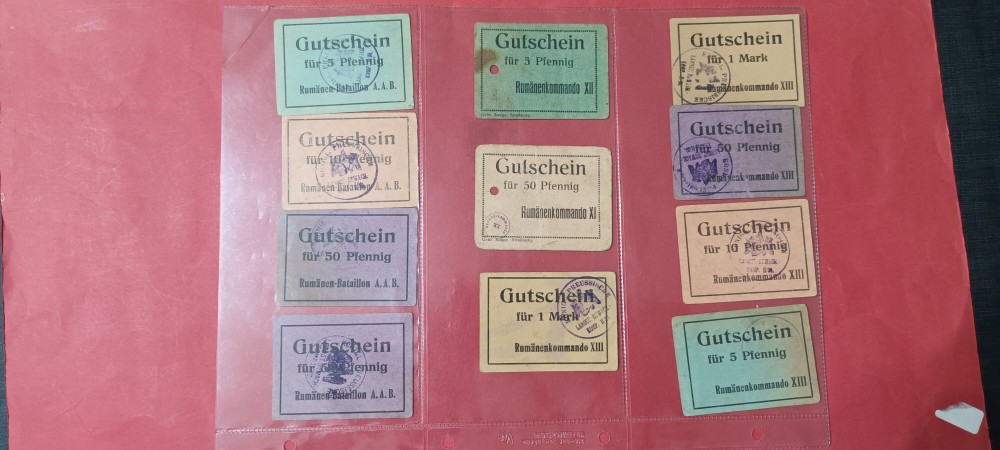 Gutschein
für 5 Pfennig
Rumänen-Bataillon A.A.B.
Gutschein
für 10 Pfennig
Rumänen-Bataillon A.A.B.
Gutschein
für 50 Pfennig
Rumänen-Bataillon A.A.B.
Gutschein
für Pfennig
Rumänen-Bataillon A.A.B.
Gutschein
für 5 Pfennig
Rumänenkommando XII
Gutschein
für 50 Pfennig
Rumänenkommando XI
XI
Gutschein
für 1 Mark
Rumänenkommando XIII
PREUSSISCHE
Gutschein
für 1 Mark
Rumänenkommando XIII
Gutschein
für 50 Pfennig
Rumänenkommando XIII
Gutschein
für 10 Pfennig
Rumänenkommando XIII
Gutschein
für 5 Pfennig
Rumänenkommando XIII